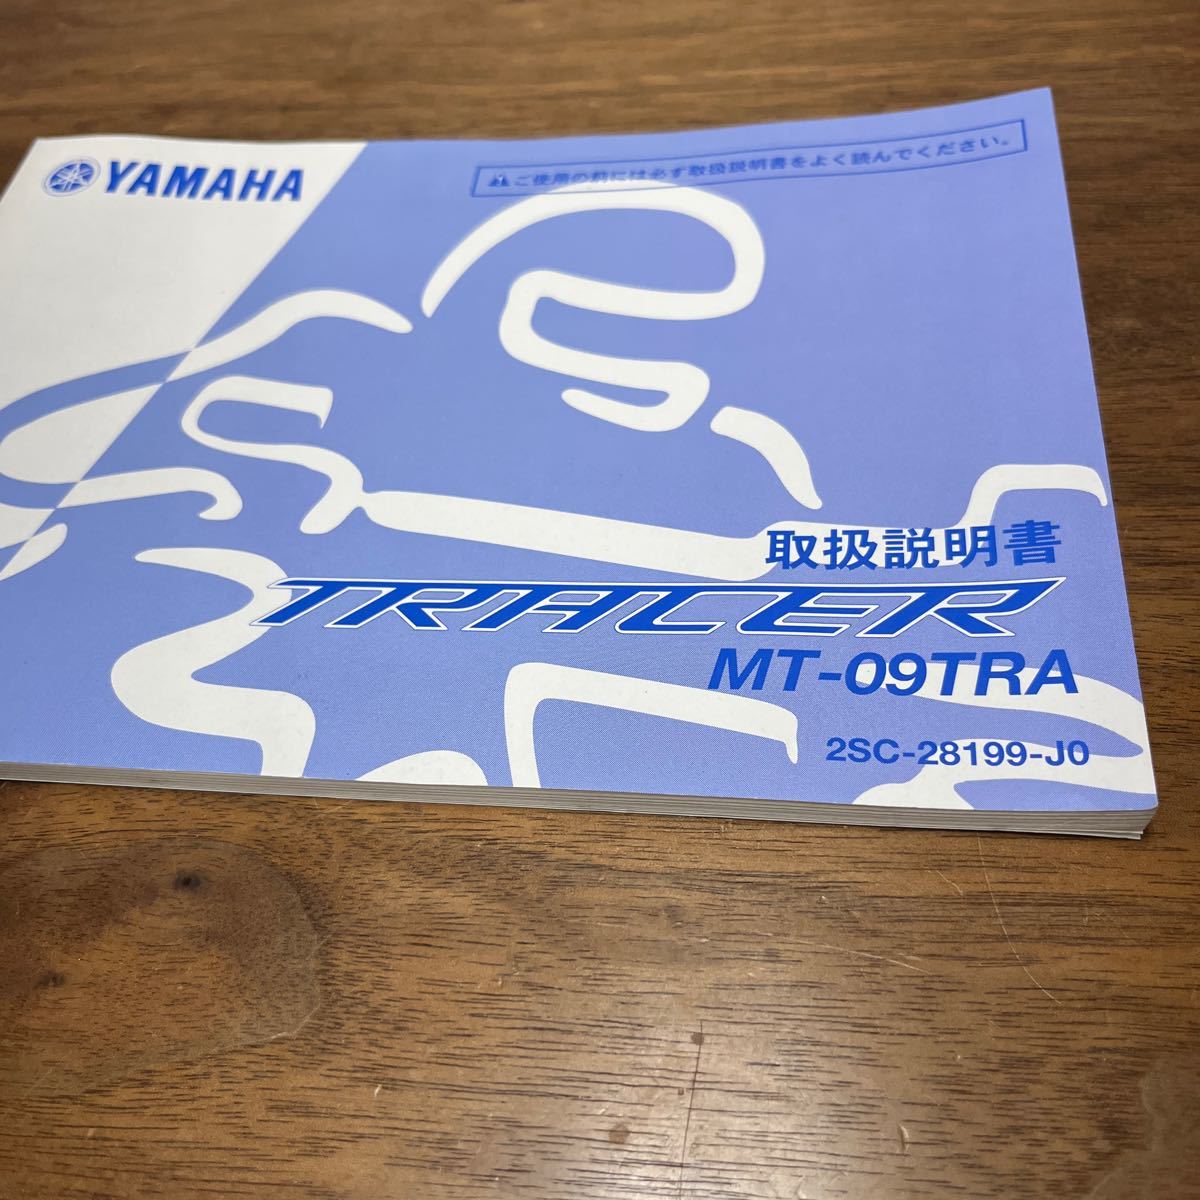 YAMAHA
⚠ご使用の前には必ず取扱説明書をよく読んでください。
取扱説明書
TRACER
MT-09TRA
2SC-28199-J0